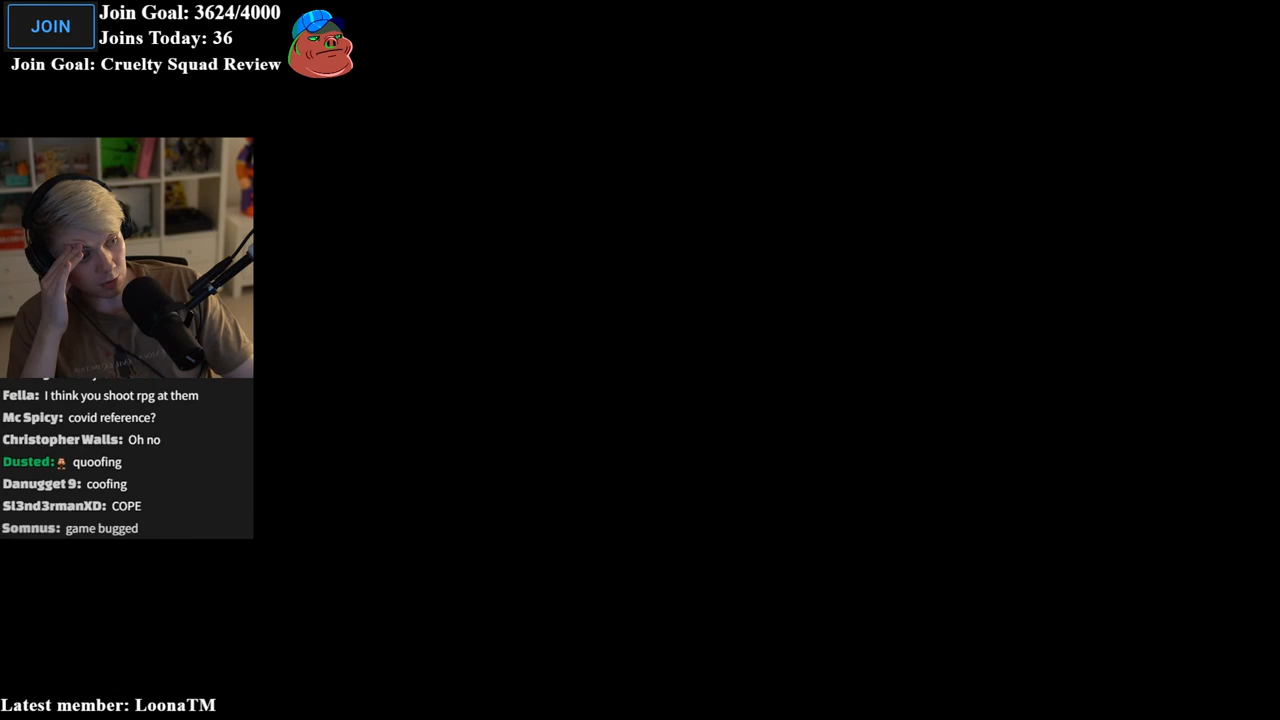 JOIN
Join Goal: 3624/4000
Joins Today: 36
Join Goal: Cruelty Squad Review
Fella: I think you shoot rpg at them
Mc Spicy: covid reference?
Christopher Walls: Oh no
Dusted: quoofing
Danugget 9: coofing
Sl3nd3rmanXD: COPE
Somnus: game bugged
Latest member: LoonaTM